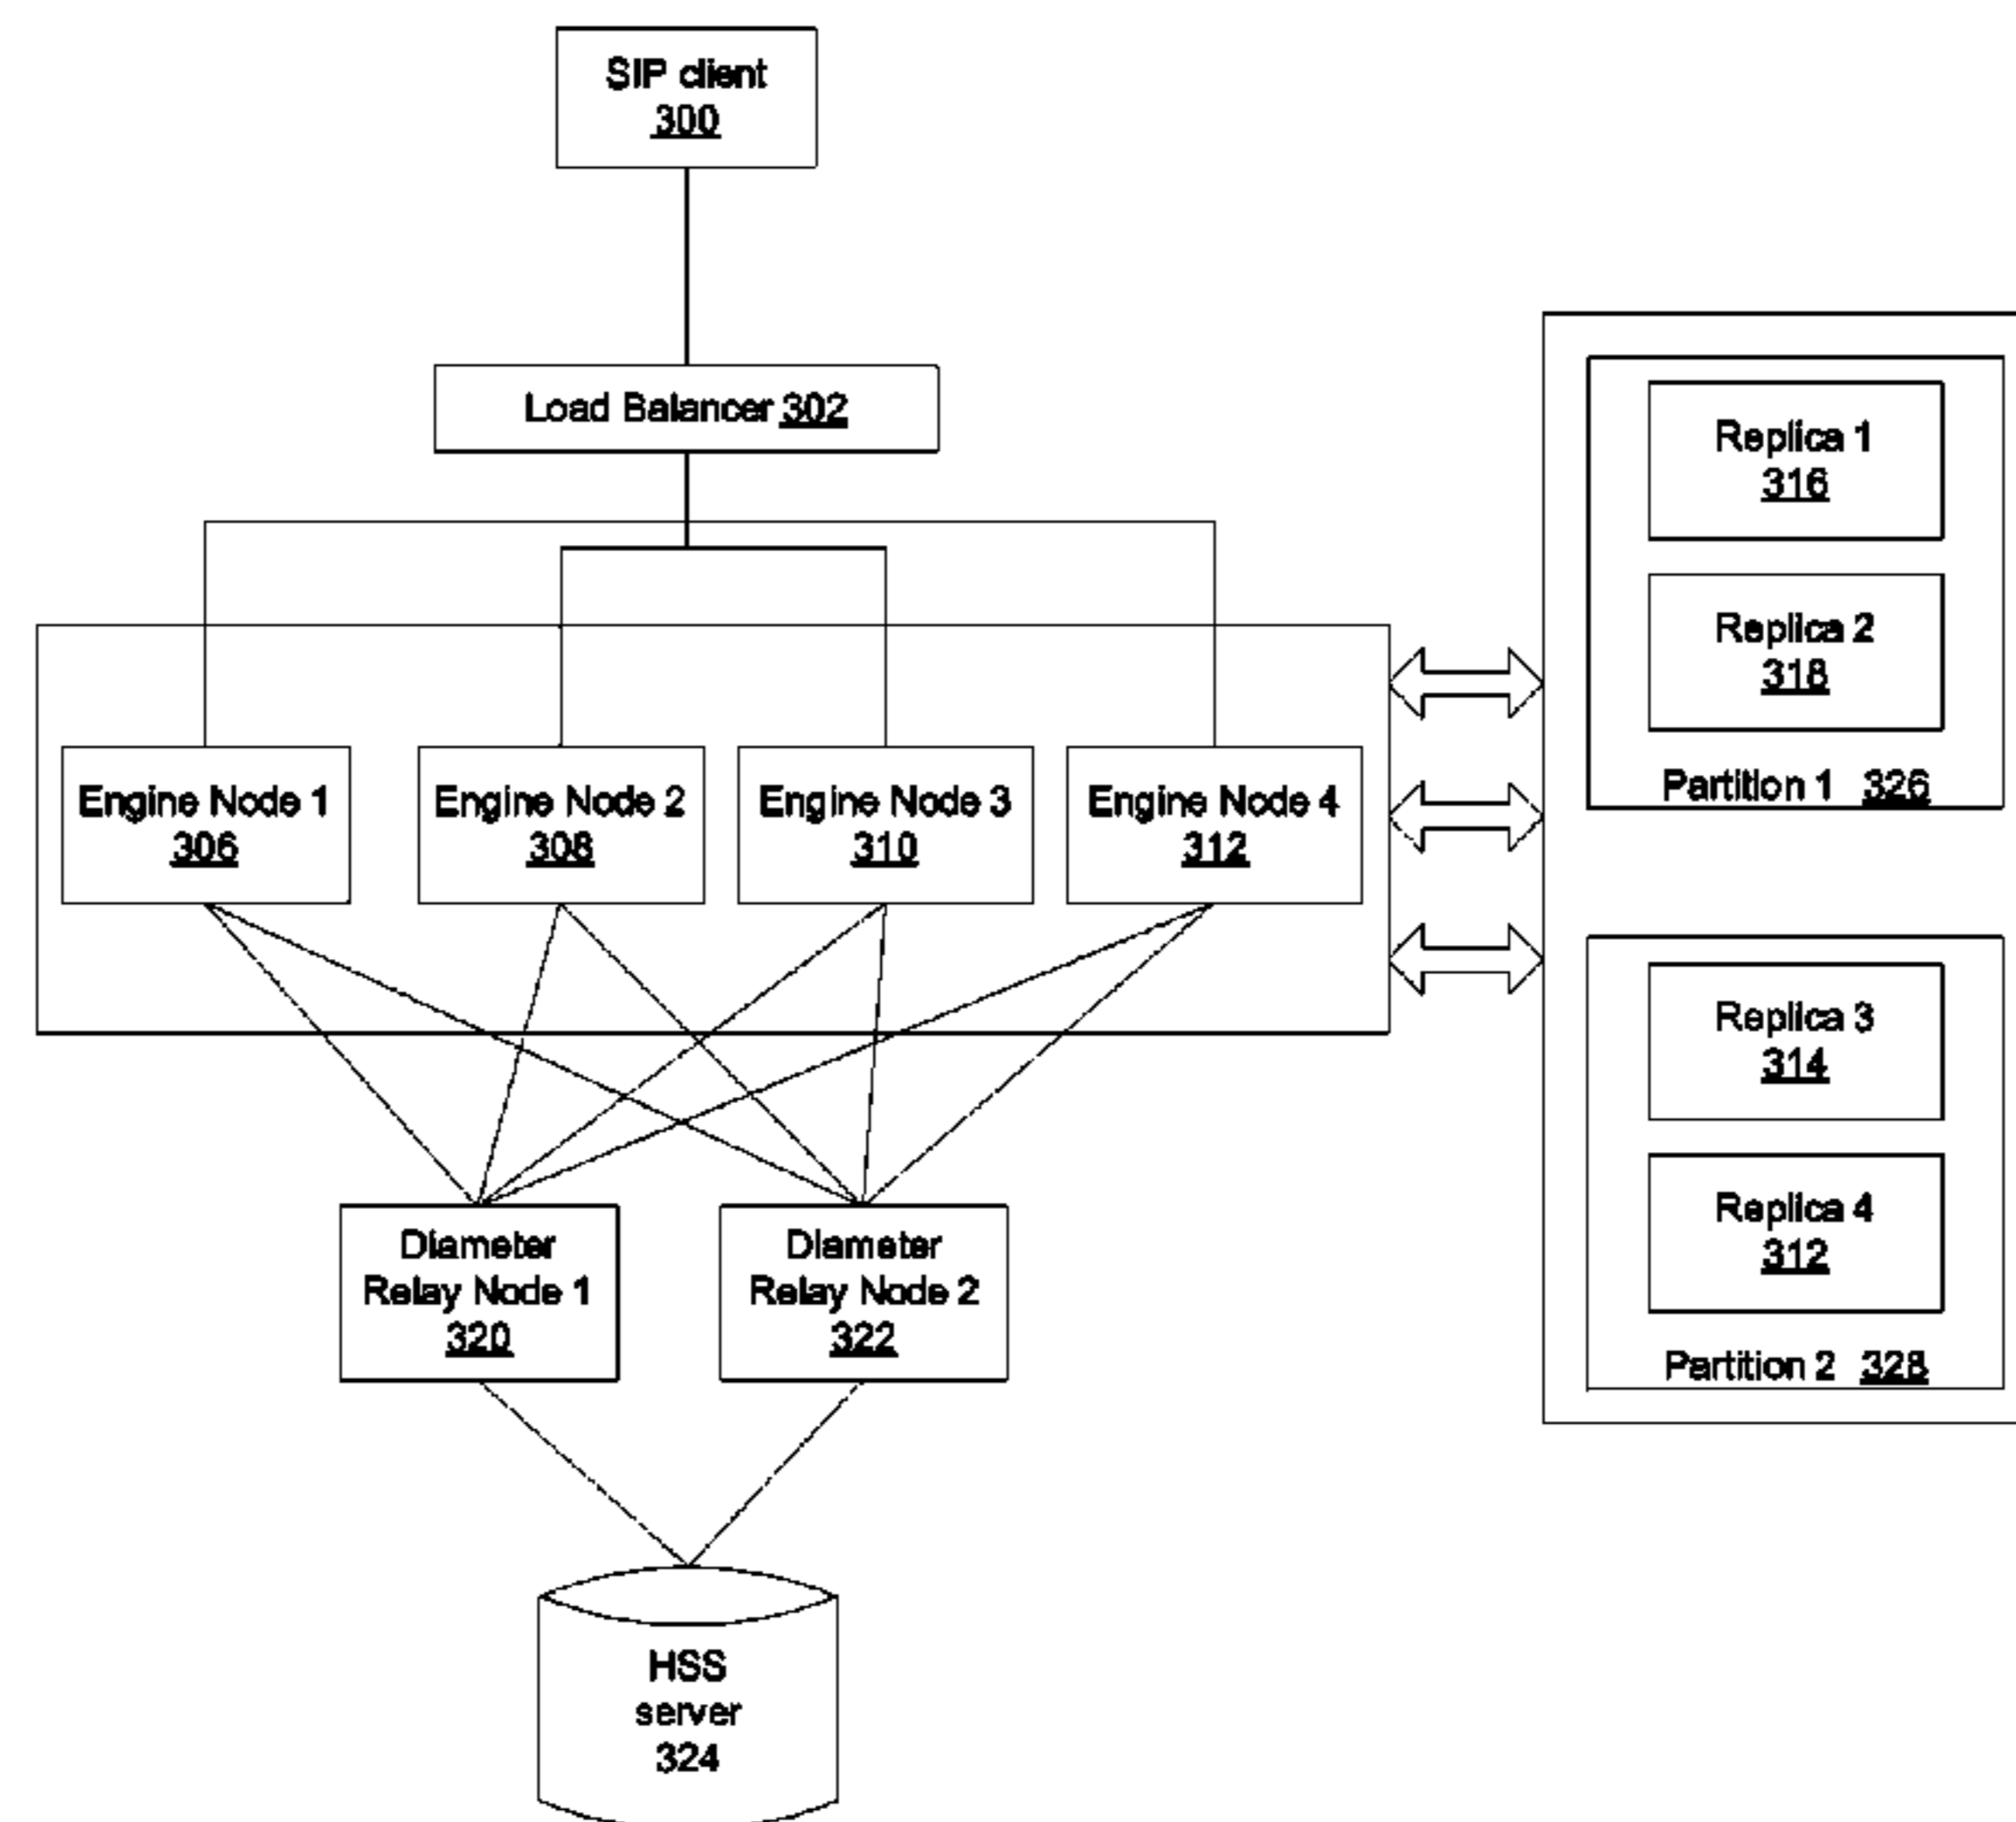 SIP client
300
Load Balancer 302
Engine Node 1
306
Engine Node 2
308
Engine Node 3
310
Engine Node 4
312
Replica 1
316
Replica 2
318
Partition 1 326
Replica 3
314
Replica 4
312
Partition 2 328
Diameter
Relay Node 1
320
Diameter
Relay Node 2
322
HSS
server
324